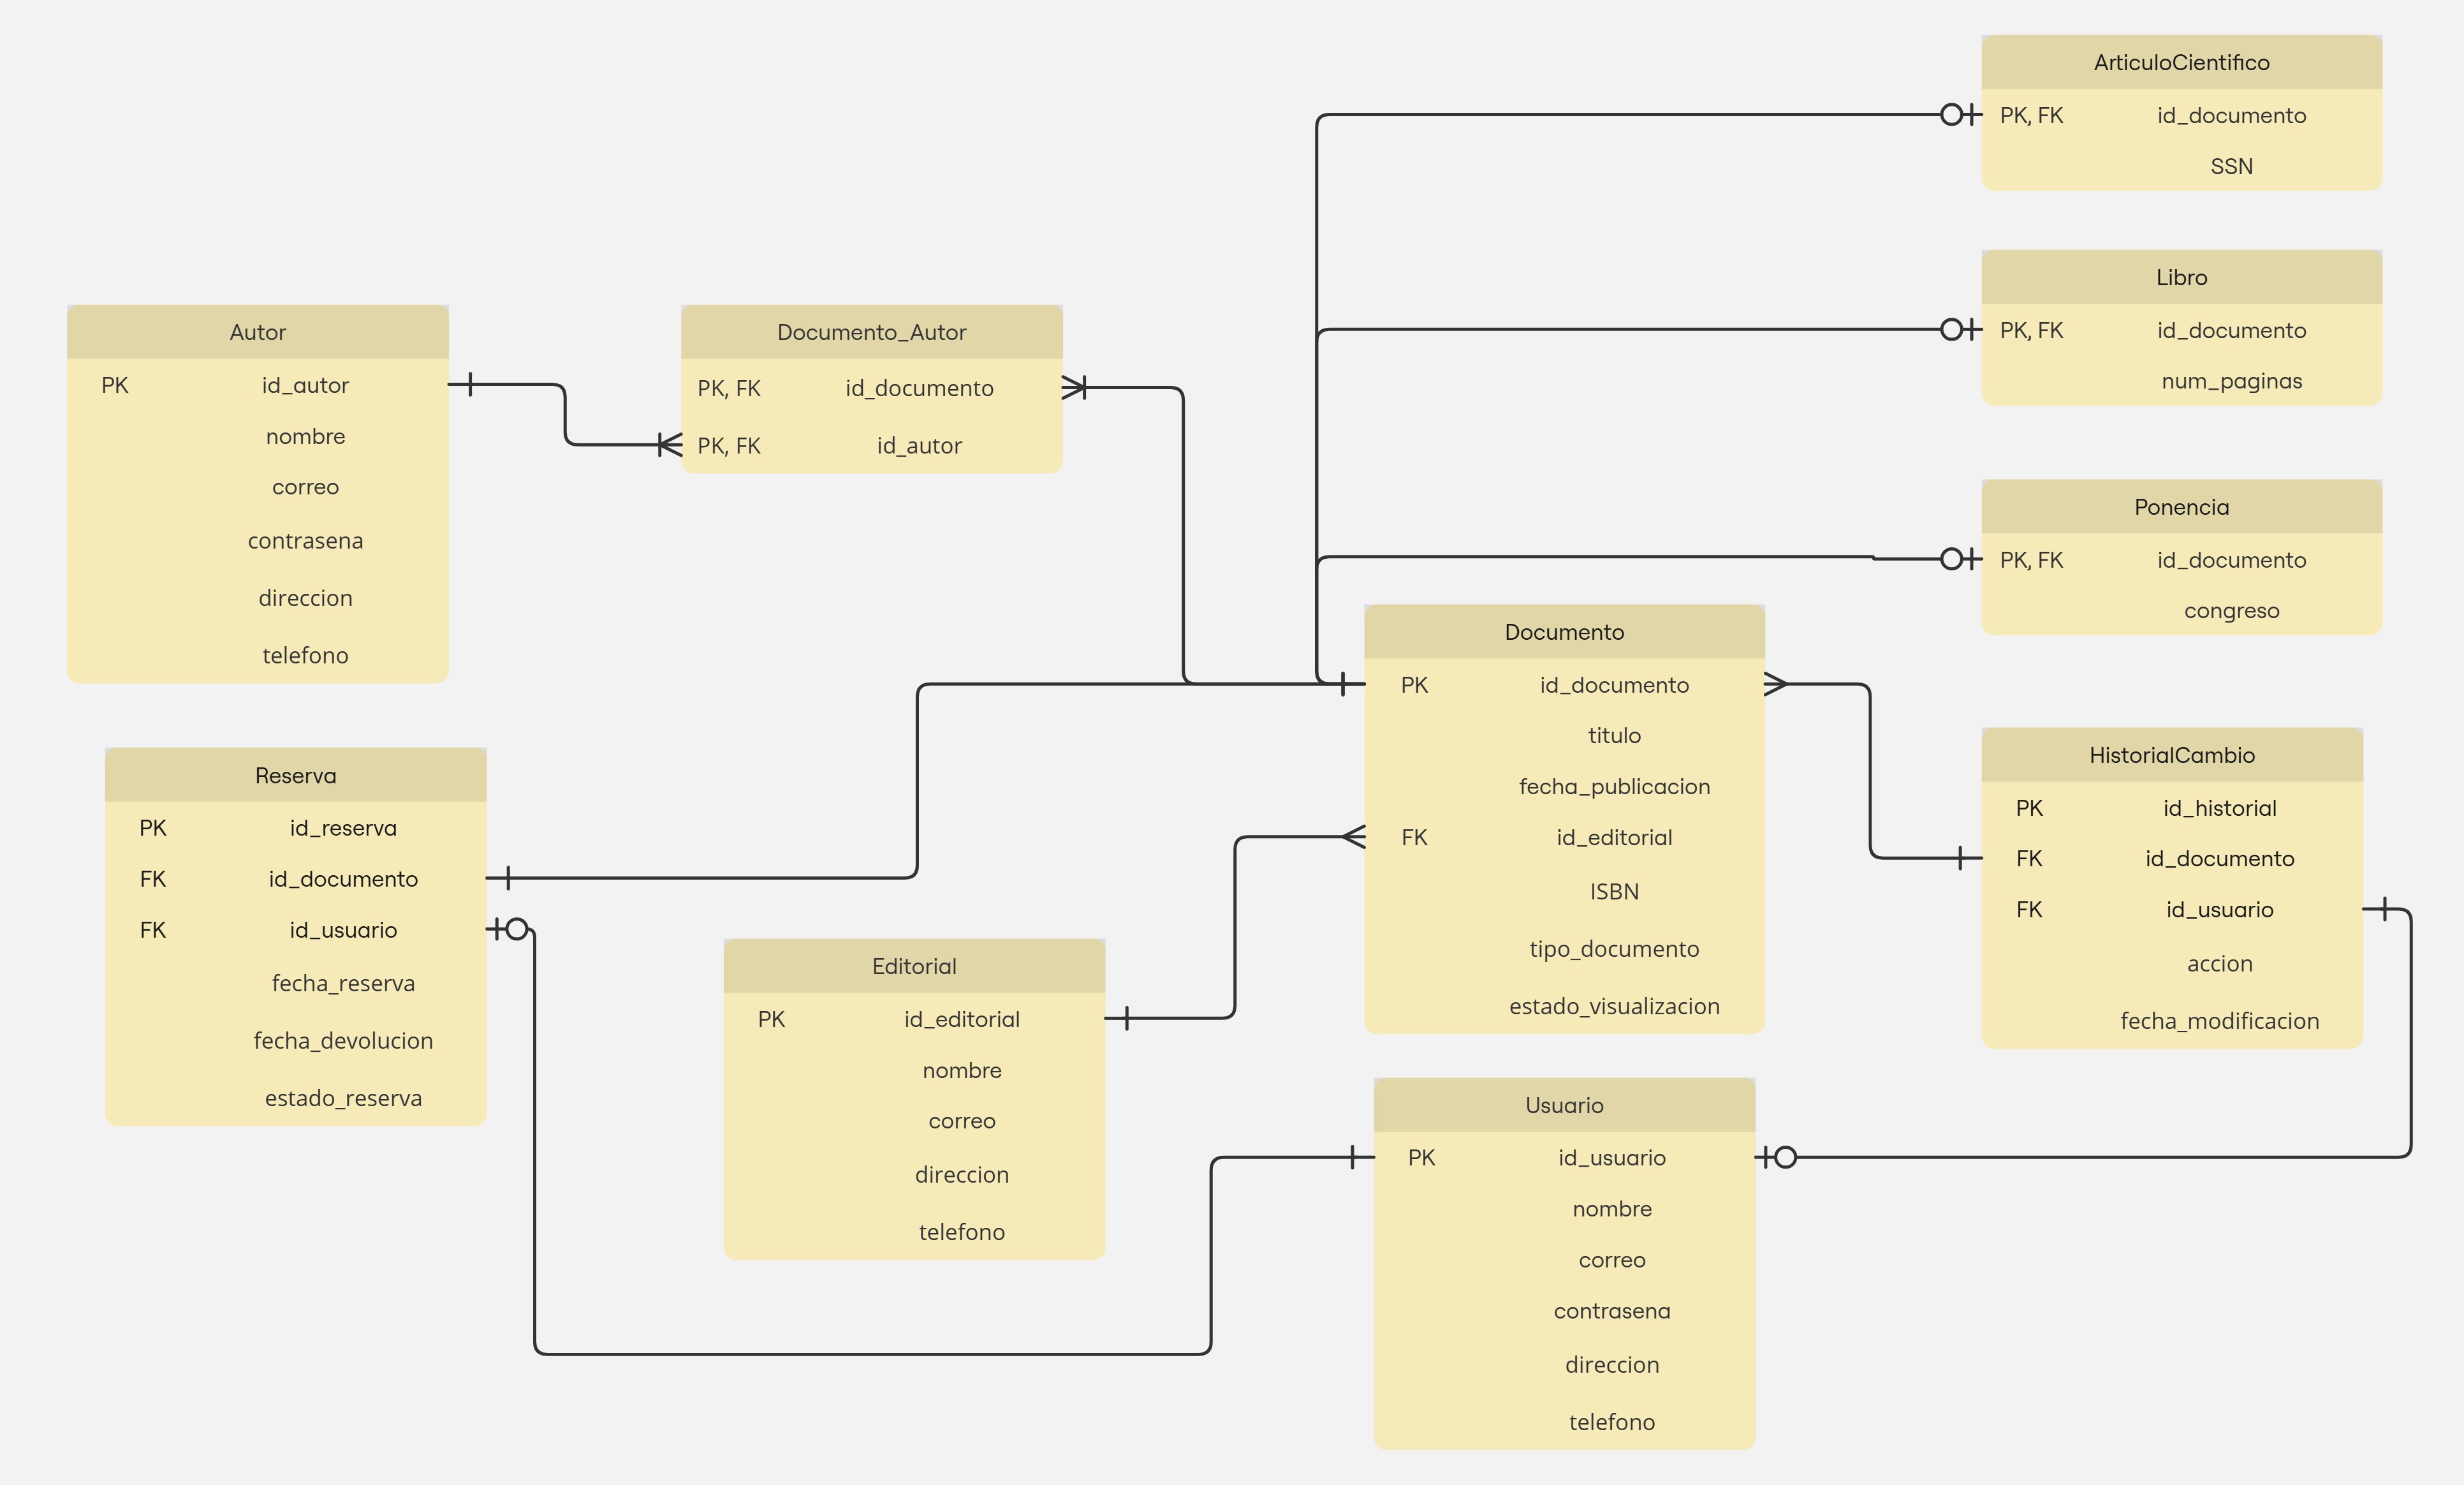 ArticuloCientifico
PK, FK id_documento
SSN
Libro
PK, FK id_documento
num_paginas
Autor
PK id_autor
nombre
correo
contrasena
direccion
telefono
Documento_Autor
PK, FK id_documento
PK, FK id_autor
Ponencia
PK, FK id_documento
congreso
Documento
PK id_documento
titulo
fecha_publicacion
FK id_editorial
ISBN
tipo_documento
estado_visualizacion
HistorialCambio
PK id_historial
FK id_documento
FK id_usuario
accion
fecha_modificacion
Reserva
PK id_reserva
FK id_documento
FK id_usuario
fecha_reserva
fecha_devolucion
estado_reserva
Editorial
PK id_editorial
nombre
correo
direccion
telefono
Usuario
PK id_usuario
nombre
correo
contrasena
direccion
telefono